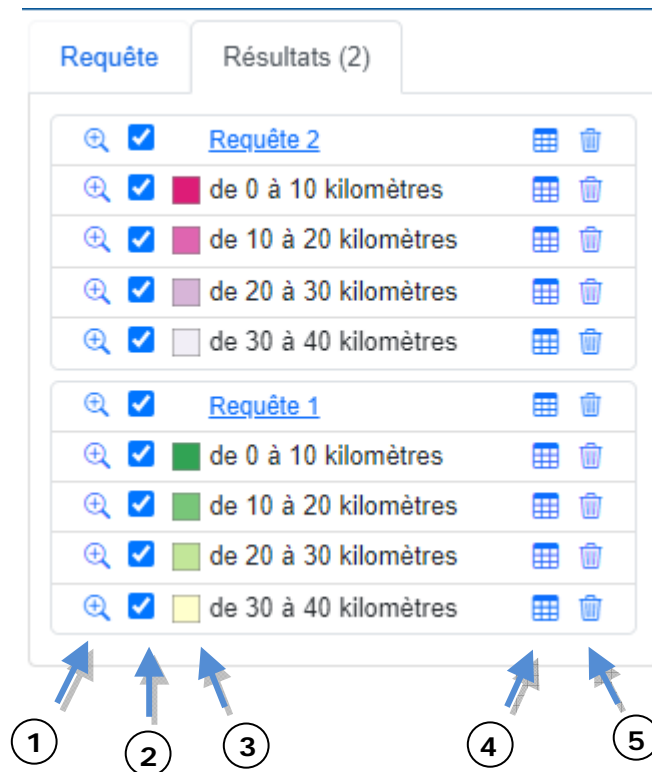 Requête Résultats (2)
Requête 2
de 0 à 10 kilomètres
de 10 à 20 kilomètres
de 20 à 30 kilomètres
de 30 à 40 kilomètres
Requête 1
de 0 à 10 kilomètres
de 10 à 20 kilomètres
de 20 à 30 kilomètres
de 30 à 40 kilomètres
1 2 3 4 5